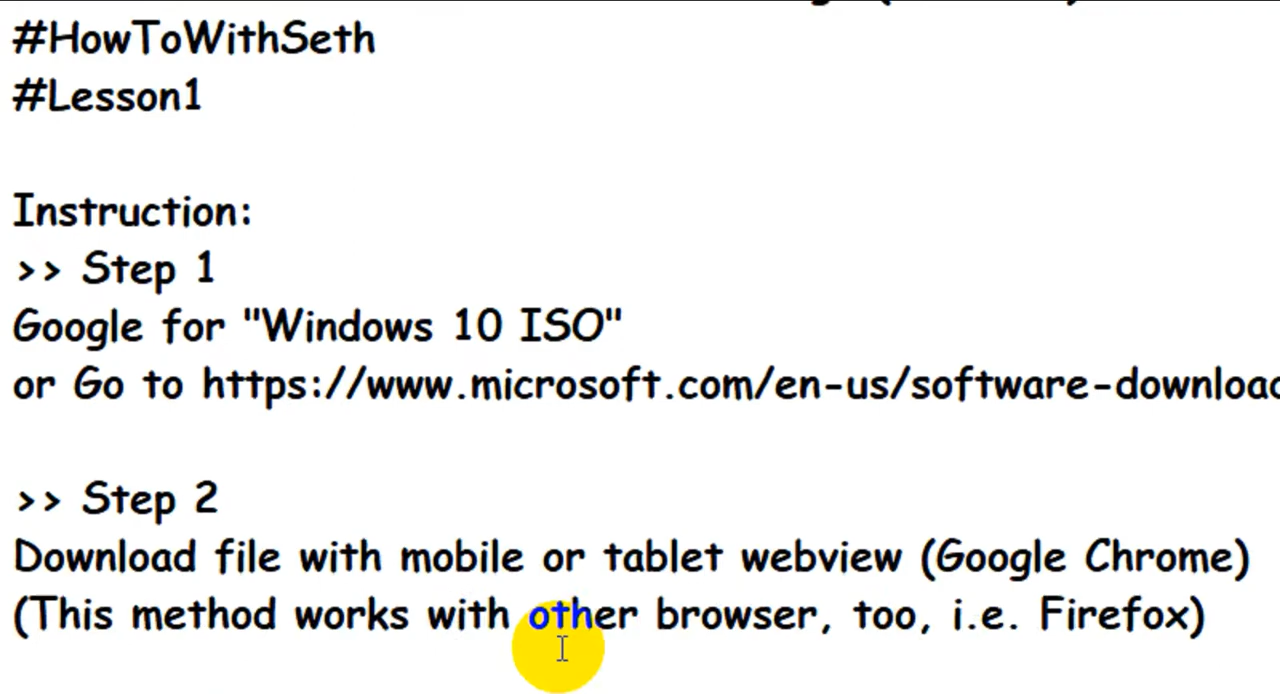 #HowToWithSeth
#Lesson1
Instruction:
>> Step 1
Google for "Windows 10 ISO"
or Go to https://www.microsoft.com/en-us/software-download
>> Step 2
Download file with mobile or tablet webview (Google Chrome)
(This method works with other browser, too, i.e. Firefox)